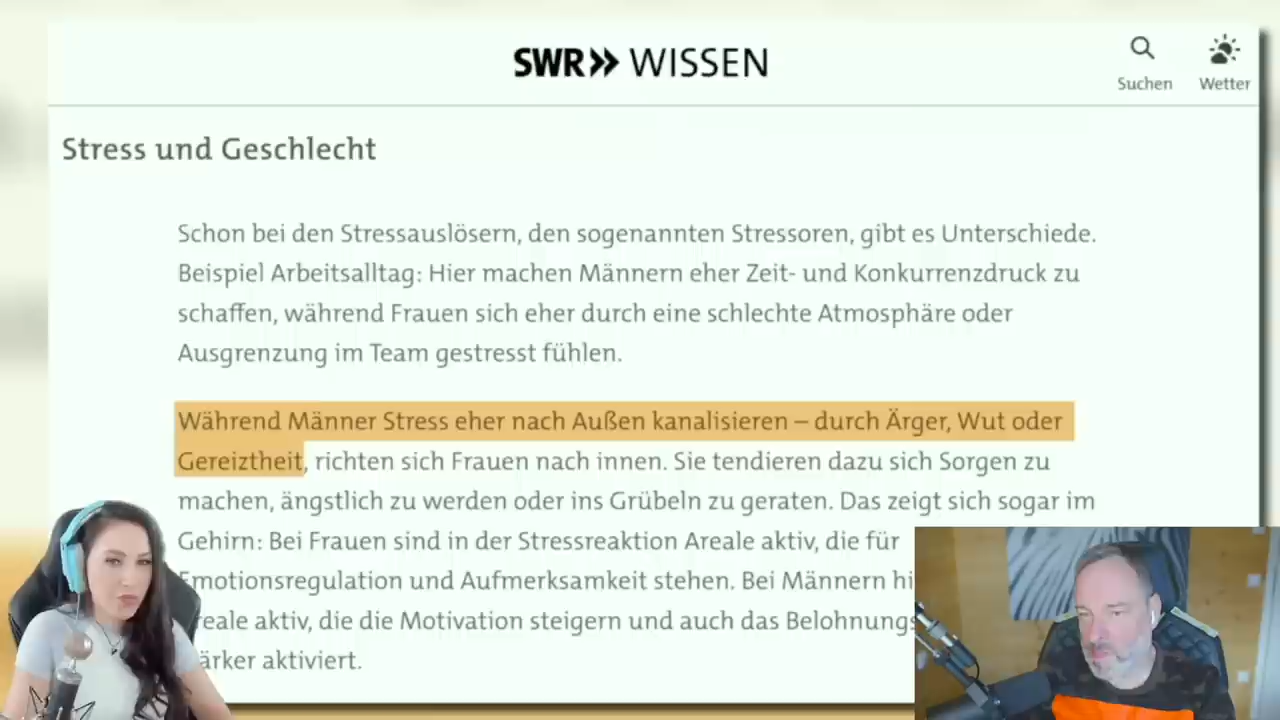 SWR» WISSEN
Suchen
Wetter
Stress und Geschlecht
Schon bei den Stressauslösern, den sogenannten Stressoren, gibt es Unterschiede.
Beispiel Arbeitsalltag: Hier machen Männern eher Zeit- und Konkurrenzdruck zu
schaffen, während Frauen sich eher durch eine schlechte Atmosphäre oder
Ausgrenzung im Team gestresst fühlen.
Während Männer Stress eher nach Außen kanalisieren – durch Ärger, Wut oder
Gereiztheit, richten sich Frauen nach innen. Sie tendieren dazu sich Sorgen zu
machen, ängstlich zu werden oder ins Grübeln zu geraten. Das zeigt sich sogar im
Gehirn: Bei Frauen sind in der Stressreaktion Areale aktiv, die für
Emotionsregulation und Aufmerksamkeit stehen. Bei Männern
reale aktiv, die die Motivation steigern und auch das Belohnungs
ärker aktiviert.